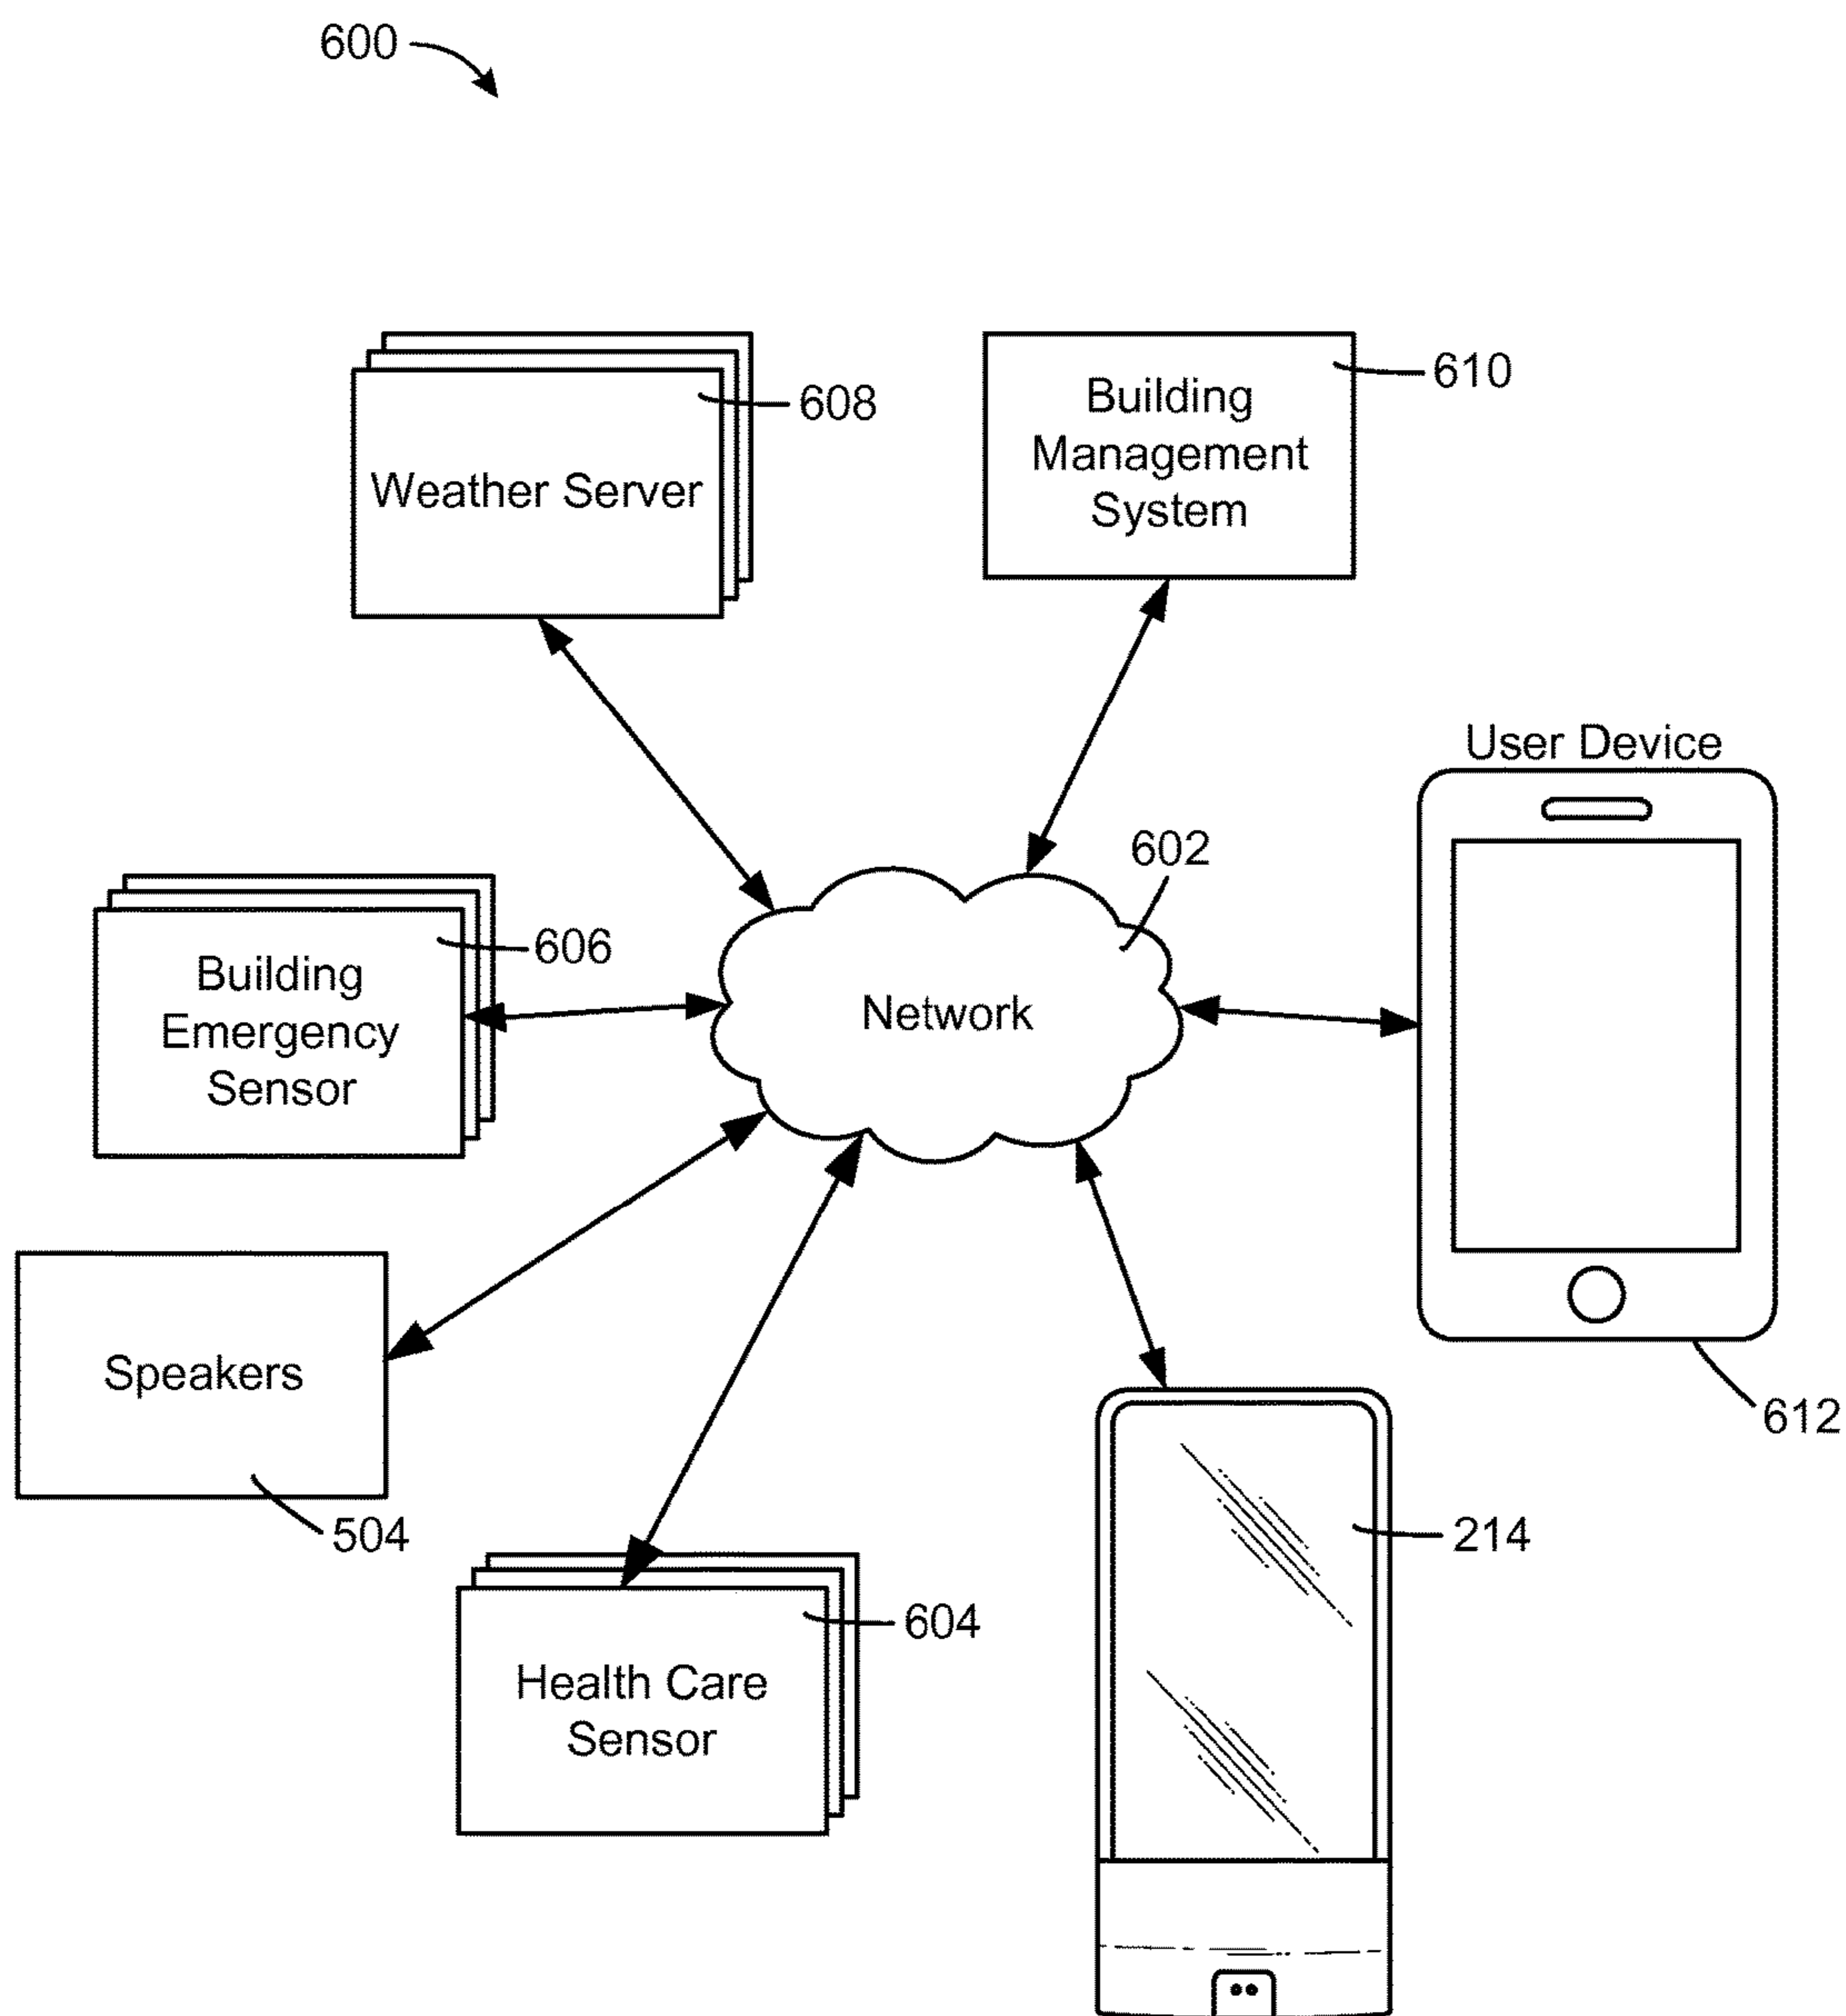 600
608
Weather Server
610
Building
Management
System
User Device
602
606
Building
Emergency
Sensor
Network
Speakers
504
612
214
604
Health Care
Sensor